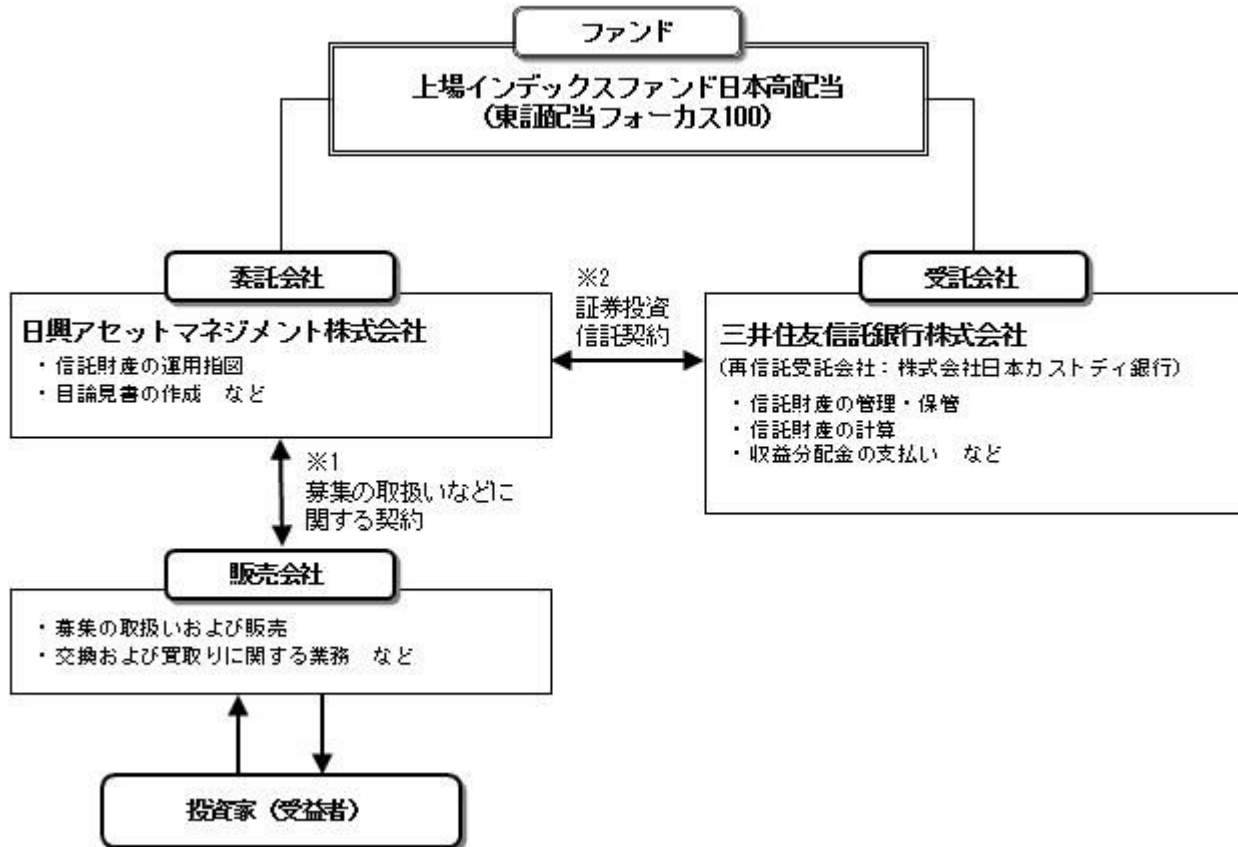 ファンド
上場インデックスファンド日本高配当
（東証配当フォーカス100）
委託会社
日興アセットマネジメント株式会社
・信託財産の運用指図
・目論見書の作成　など
※2
証券投資
信託契約
受託会社
三井住友信託銀行株式会社
（再信託受託会社：株式会社日本カストディ銀行）
・信託財産の管理・保管
・信託財産の計算
・収益分配金の支払い　など
※1
募集の取扱いなどに
関する契約
販売会社
・募集の取扱いおよび販売
・交換および買取りに関する業務　など
投資家（受益者）